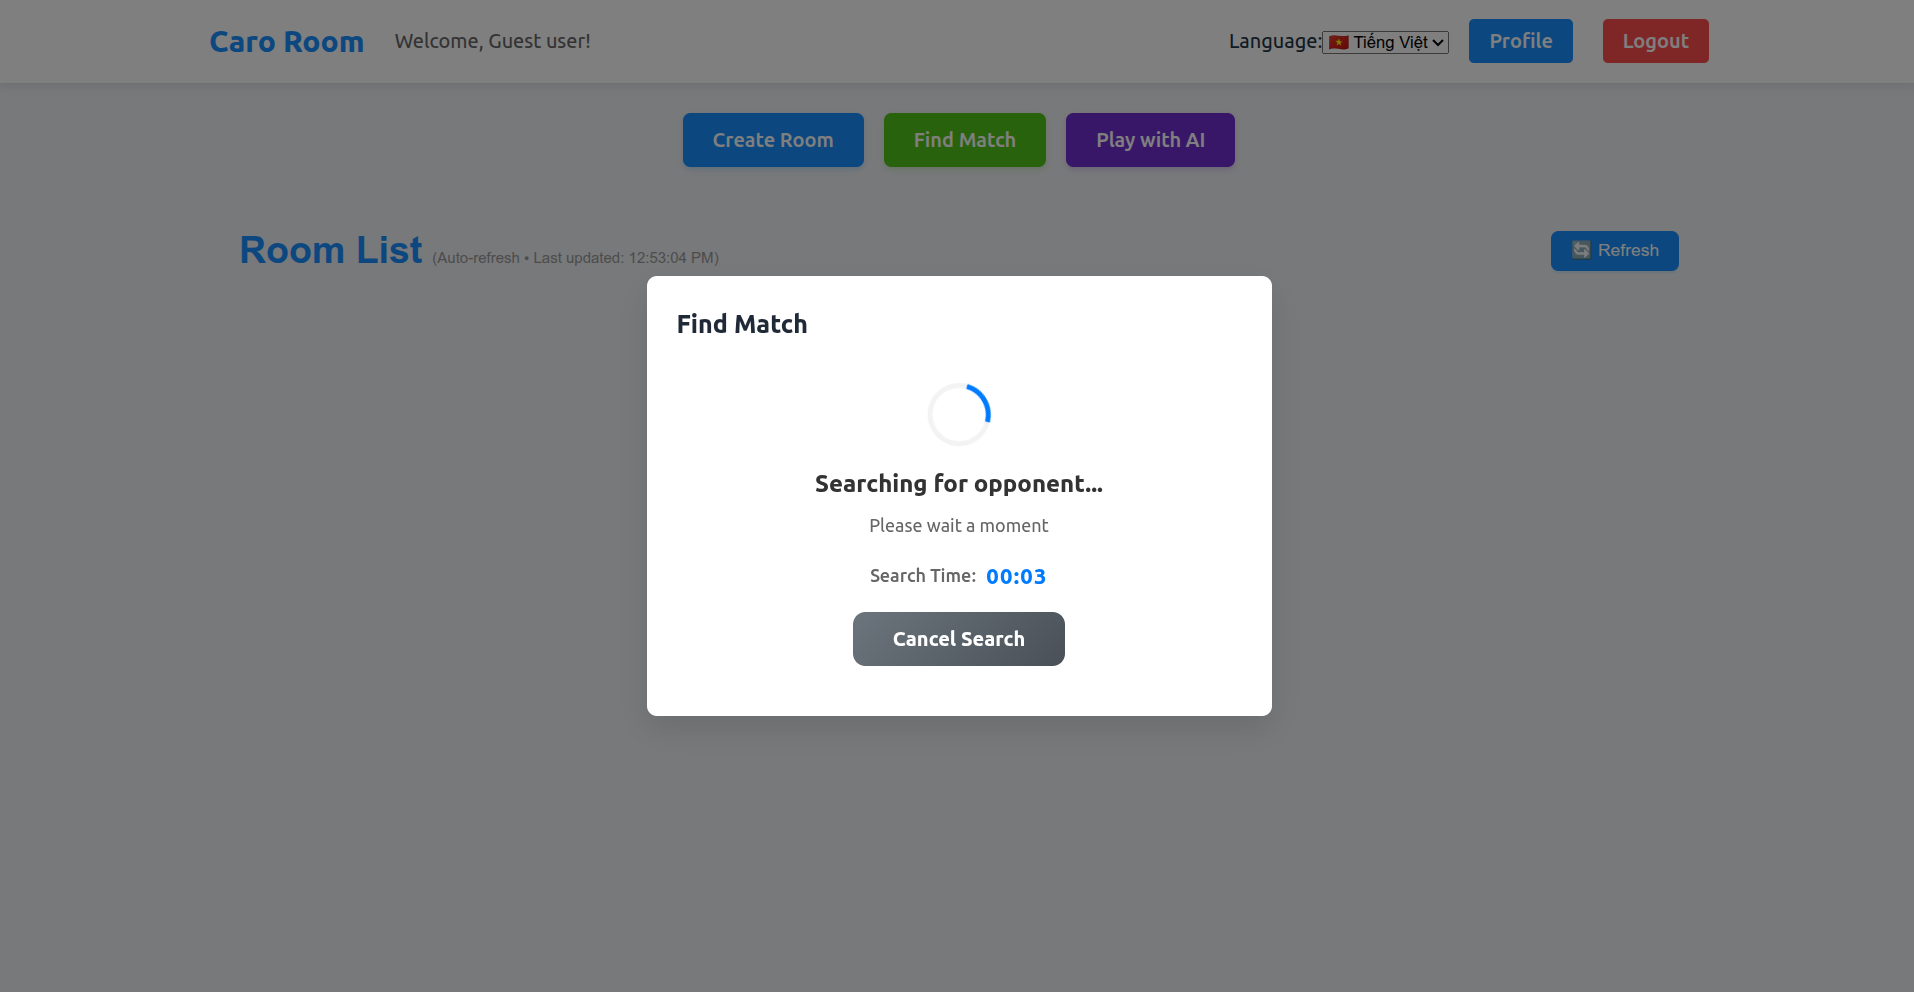 Caro Room Welcome, Guest user! Language: Tiếng Việt Profile Logout
Create Room Find Match Play with AI
Room List (Auto-refresh • Last updated: 12:53:04 PM) Refresh
Find Match
Searching for opponent...
Please wait a moment
Search Time: 00:03
Cancel Search